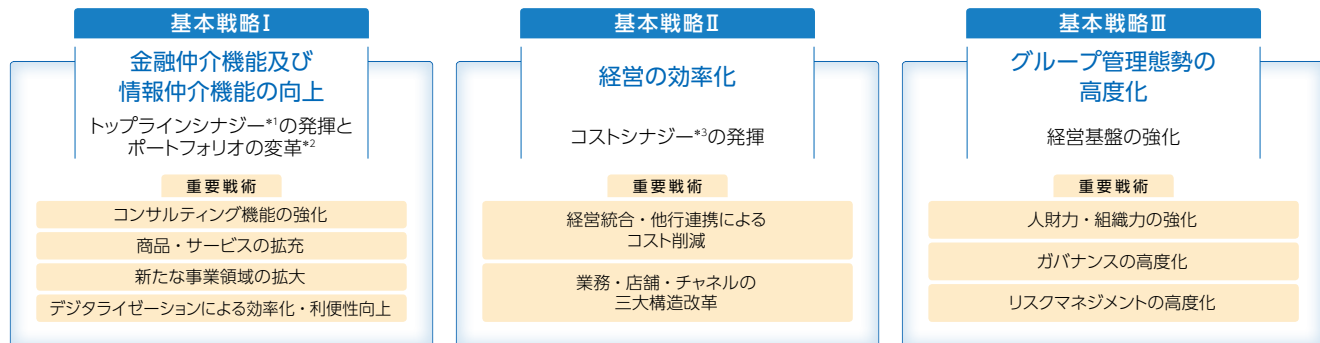 基本戦略Ⅰ
金融仲介機能及び
情報仲介機能の向上
トップラインシナジー*1の発揮と
ポートフォリオの変革*2
重要戦術
コンサルティング機能の強化
商品・サービスの拡充
新たな事業領域の拡大
デジタライゼーションによる効率化・利便性向上
基本戦略Ⅱ
経営の効率化
コストシナジー*3の発揮
重要戦術
経営統合・他行連携による
コスト削減
業務・店舗・チャネルの
三大構造改革
基本戦略Ⅲ
グループ管理態勢の
高度化
経営基盤の強化
重要戦術
人財力・組織力の強化
ガバナンスの高度化
リスクマネジメントの高度化